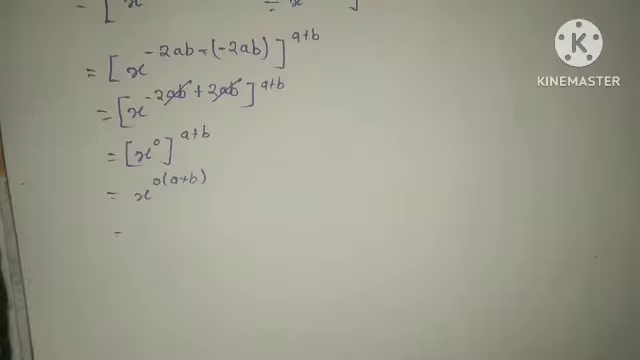 = [ x ÷ x ]
= [ x^-2ab-(-2ab) ]^a+b
= [ x^-2ab+2ab ]^a+b
= [ x^0 ]^a+b
= x^0(a+b)
=
K
KINEMASTER